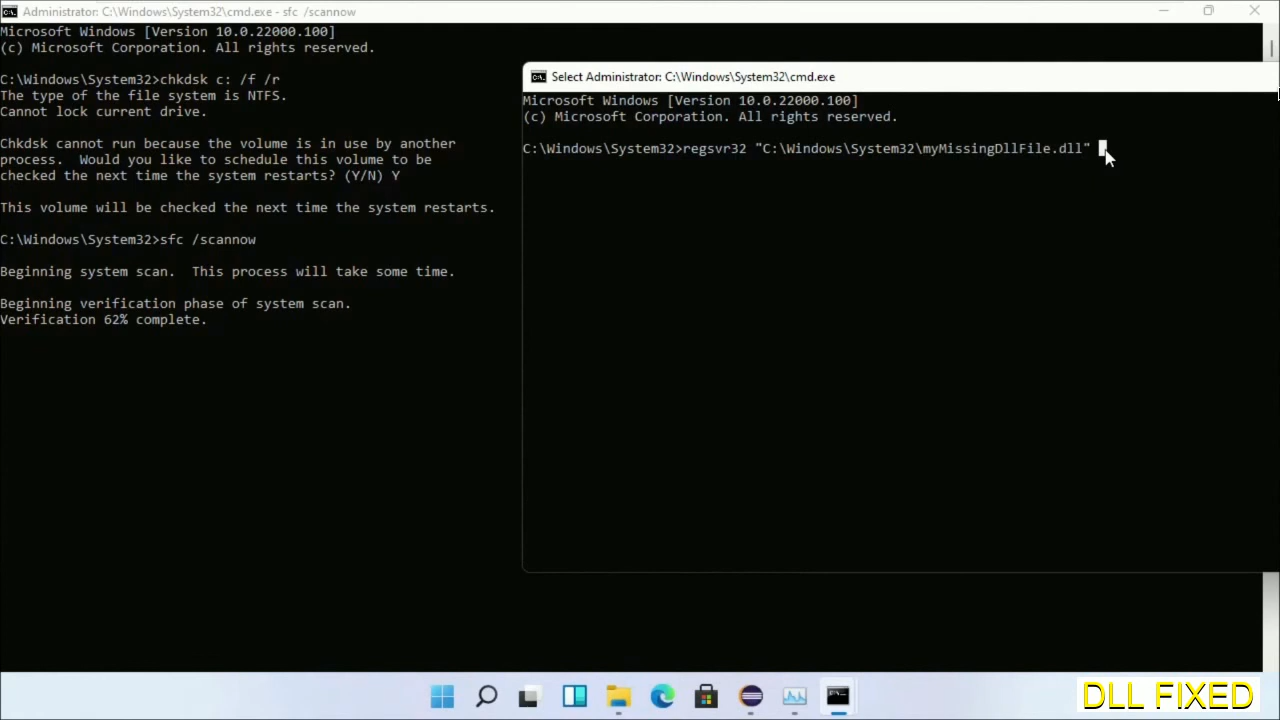 Administrator: C:\Windows\System32\cmd.exe - sfc /scannow
Microsoft Windows [Version 10.0.22000.100]
(c) Microsoft Corporation. All rights reserved.
C:\Windows\System32>chkdsk c: /f /r
The type of the file system is NTFS.
Cannot lock current drive.
Chkdsk cannot run because the volume is in use by another
process.  Would you like to schedule this volume to be
checked the next time the system restarts? (Y/N) Y
This volume will be checked the next time the system restarts.
C:\Windows\System32>sfc /scannow
Beginning system scan.  This process will take some time.
Beginning verification phase of system scan.
Verification 62% complete.
Select Administrator: C:\Windows\System32\cmd.exe
Microsoft Windows [Version 10.0.22000.100]
(c) Microsoft Corporation. All rights reserved.
C:\Windows\System32>regsvr32 "C:\Windows\System32\myMissingDllFile.dll"
DLL FIXED